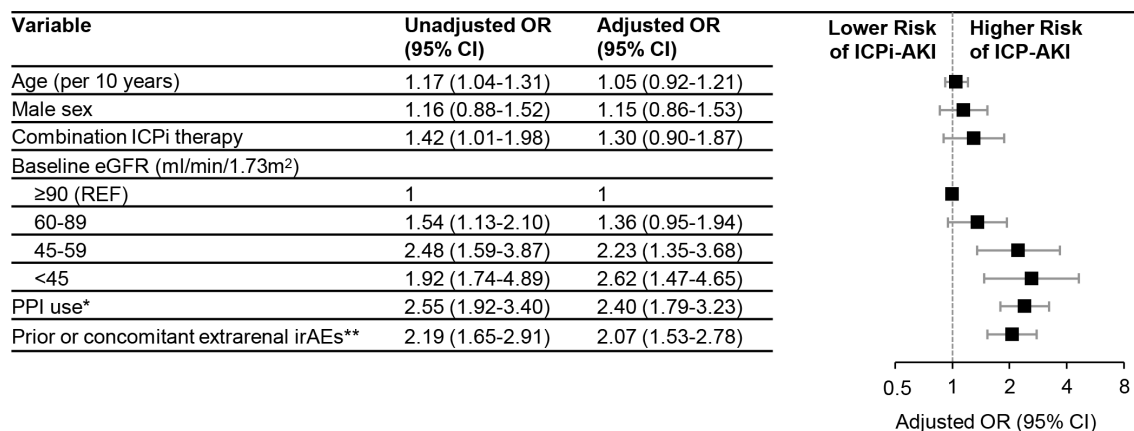 Variable Unadjusted OR (95% CI) Adjusted OR (95% CI) Lower Risk of ICPi-AKI Higher Risk of ICP-AKI
Age (per 10 years) 1.17 (1.04-1.31) 1.05 (0.92-1.21)
Male sex 1.16 (0.88-1.52) 1.15 (0.86-1.53)
Combination ICPi therapy 1.42 (1.01-1.98) 1.30 (0.90-1.87)
Baseline eGFR (ml/min/1.73m²)
≥90 (REF) 1 1
60-89 1.54 (1.13-2.10) 1.36 (0.95-1.94)
45-59 2.48 (1.59-3.87) 2.23 (1.35-3.68)
<45 1.92 (1.74-4.89) 2.62 (1.47-4.65)
PPI use* 2.55 (1.92-3.40) 2.40 (1.79-3.23)
Prior or concomitant extrarenal irAEs** 2.19 (1.65-2.91) 2.07 (1.53-2.78)
0.5 1 2 4 8
Adjusted OR (95% CI)